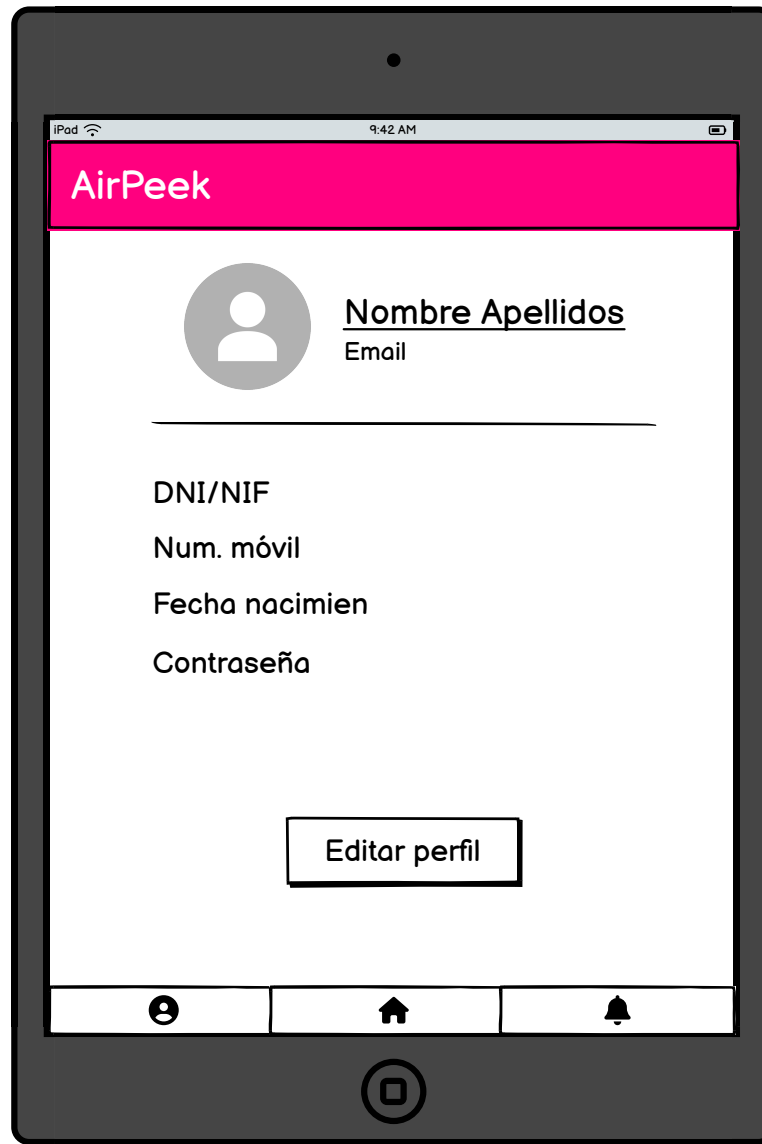 iPad 9:42 AM
AirPeek
Nombre Apellidos
Email
DNI/NIF
Num. móvil
Fecha nacimien
Contraseña
Editar perfil